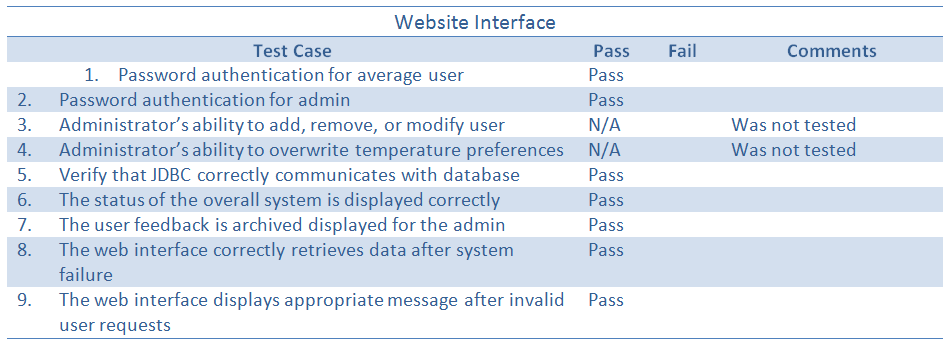 Website Interface
Test Case Pass Fail Comments
1. Password authentication for average user Pass
2. Password authentication for admin Pass
3. Administrator’s ability to add, remove, or modify user N/A Was not tested
4. Administrator’s ability to overwrite temperature preferences N/A Was not tested
5. Verify that JDBC correctly communicates with database Pass
6. The status of the overall system is displayed correctly Pass
7. The user feedback is archived displayed for the admin Pass
8. The web interface correctly retrieves data after system Pass
failure
9. The web interface displays appropriate message after invalid Pass
user requests